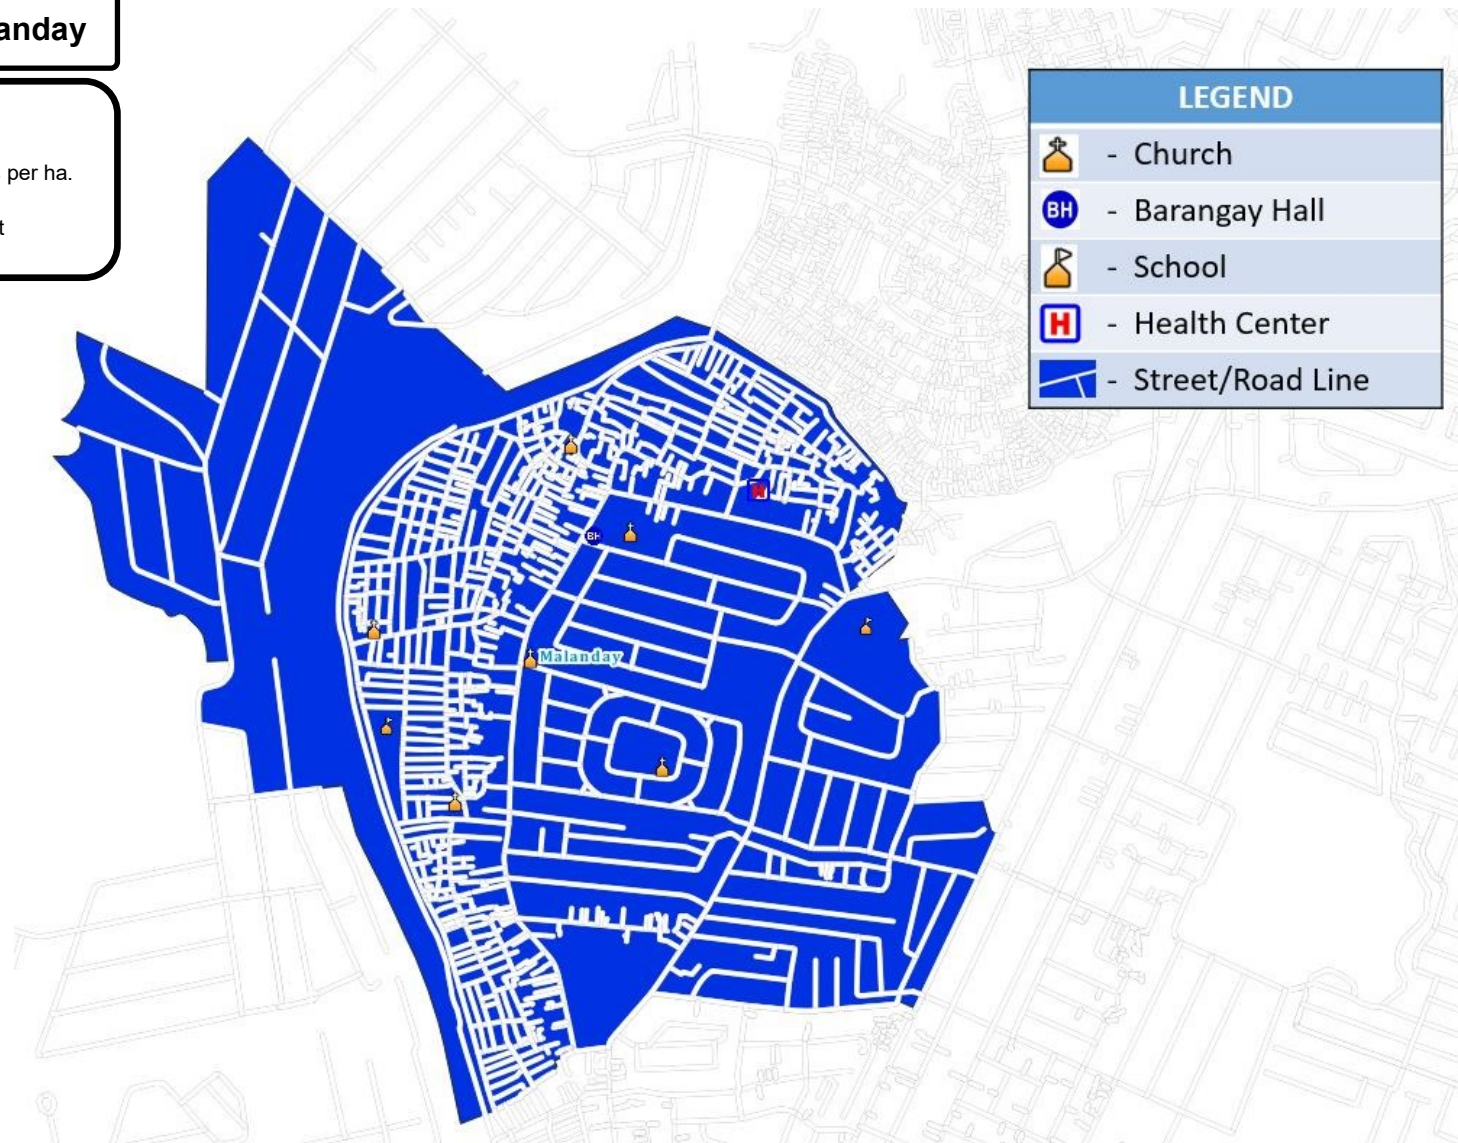 anday
per ha.
t
LEGEND
- Church
BH - Barangay Hall
- School
H - Health Center
- Street/Road Line
H
BH
Malanday